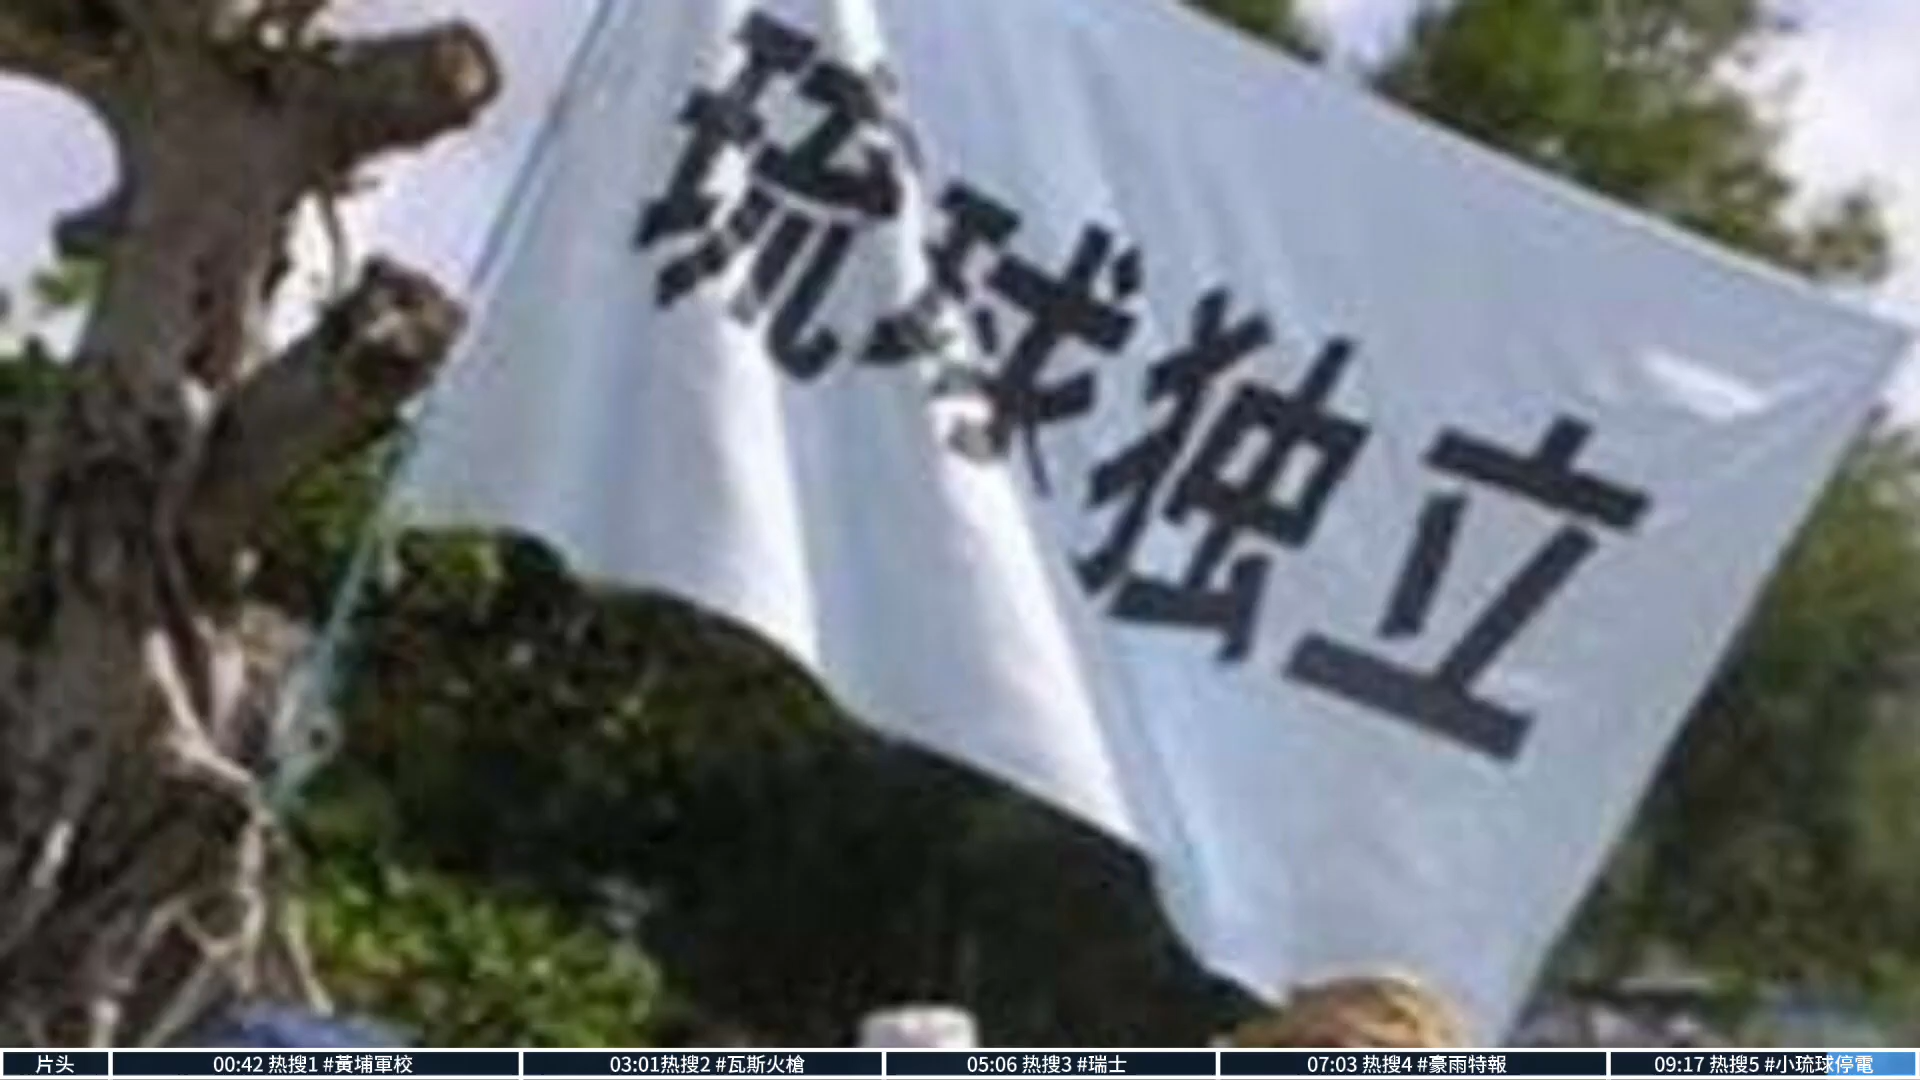 琉球独立
片头
00:42 热搜1 #黃埔軍校
03:01热搜2 #瓦斯火槍
05:06 热搜3 #瑞士
07:03 热搜4 #豪雨特報
09:17 热搜5 #小琉球停電